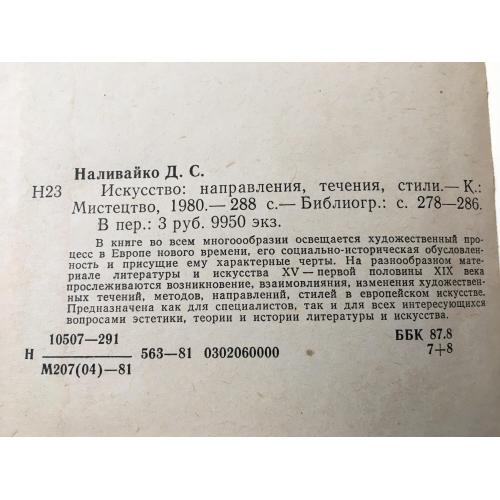 Наливайко Д. С.
Н23 Искусство: направления, течения, стили.— К.:
Мистецтво, 1980.— 288 с.— Библиогр.: с. 278—286.
В пер.: 3 руб. 9950 экз.
В книге во всем многоообразии освещается художественный про-
цесс в Европе нового времени, его социально-историческая обусловлен-
ность и присущие ему характерные черты. На разнообразном мате-
риале литературы и искусства XV — первой половины XIX века
прослеживаются возникновение, взаимовлияния, изменения художествен-
ных течений, методов, направлений, стилей в европейском искусстве.
Предназначена как для специалистов, так и для всех интересующихся
вопросами эстетики, теории и истории литературы и искусства.
10507—291 ББК 87.8
Н 563—81 0302060000 7+8
М207(04)—81